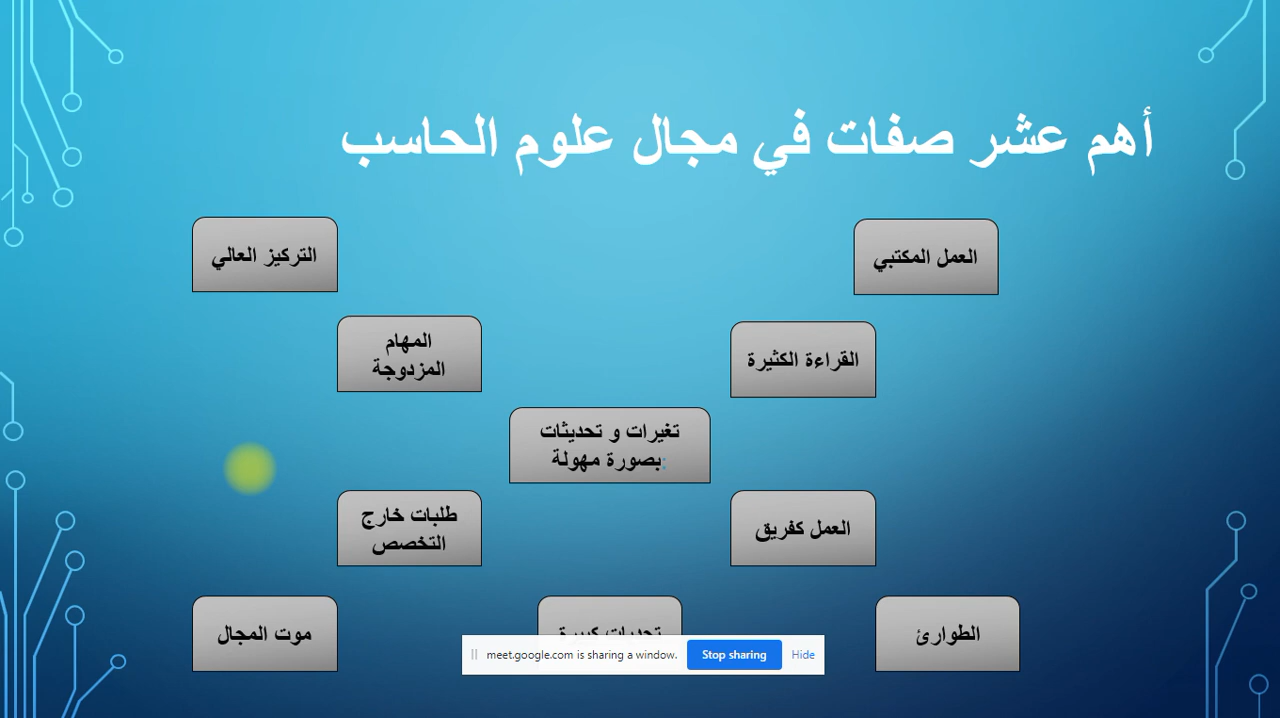 أهم عشر صفات في مجال علوم الحاسب
العمل المكتبي
التركيز العالي
القراءة الكثيرة
المهام
المزدوجة
تغيرات و تحديثات
بصورة مهولة:
العمل كفريق
طلبات خارج
التخصص
الطوارئ
موت المجال
meet.google.com is sharing a window.
Stop sharing
Hide